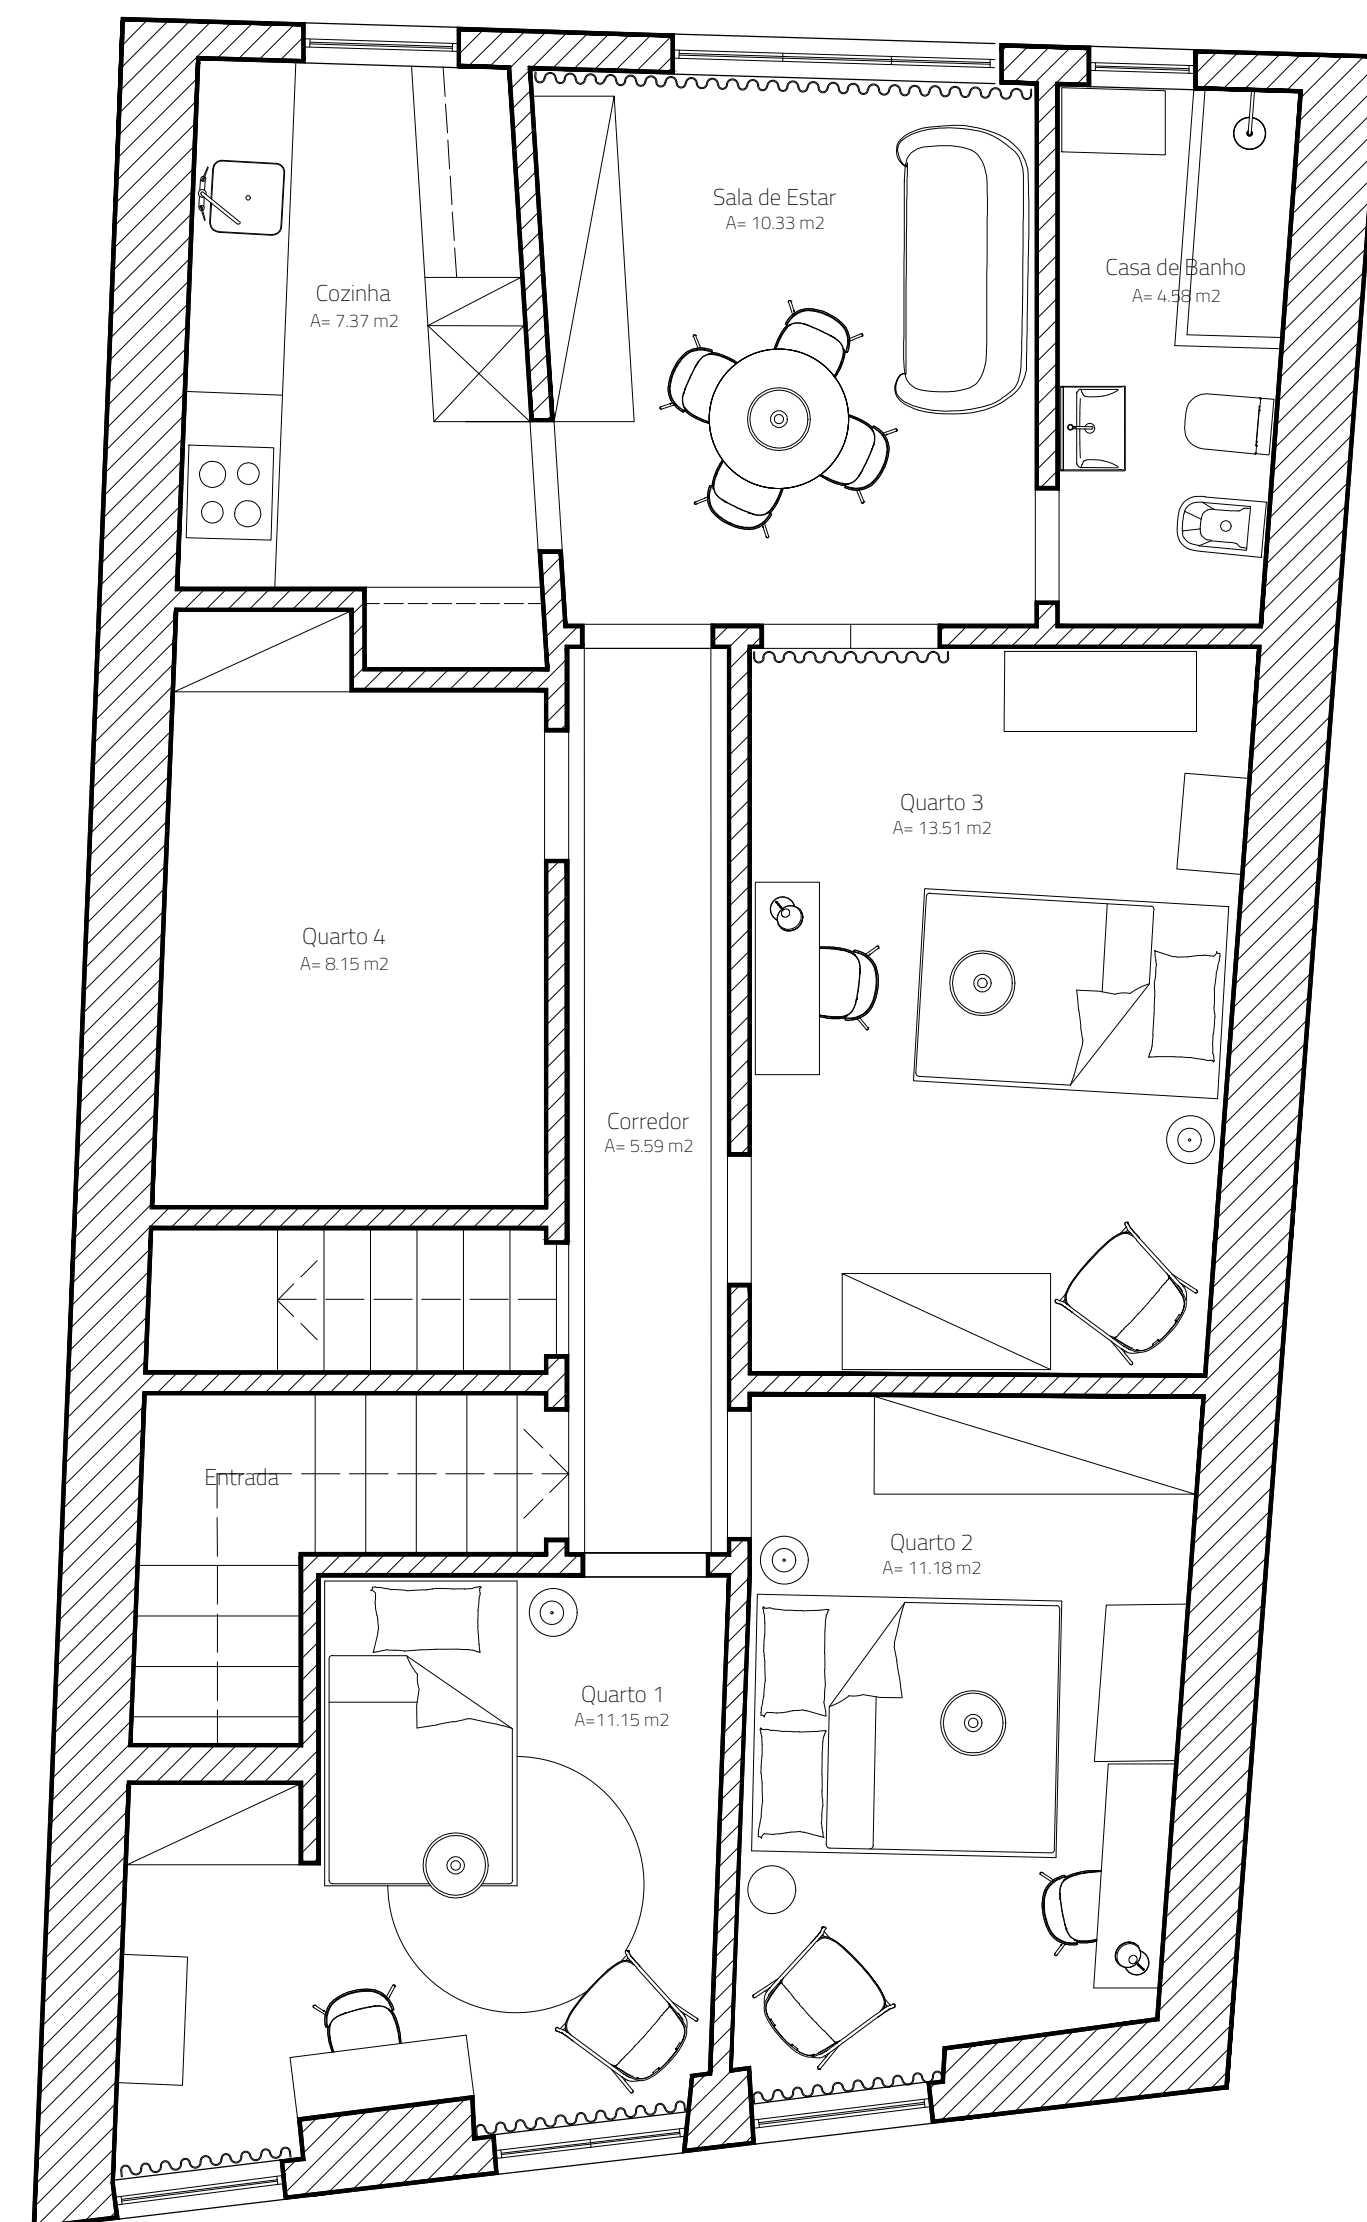 Sala de Estar
A= 10.33 m2
Casa de Banho
A= 4.58 m2
Cozinha
A= 7.37 m2
Quarto 3
A= 13.51 m2
Quarto 4
A= 8.15 m2
Corredor
A= 5.59 m2
Entrada
Quarto 2
A= 11.18 m2
Quarto 1
A=11.15 m2